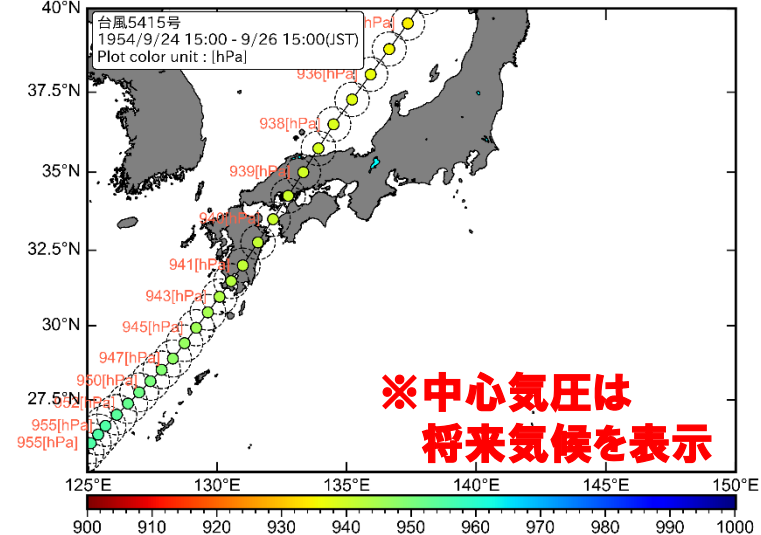 40°N
台風5415号
1954/9/24 15:00 - 9/26 15:00(JST)
Plot color unit : [hPa]
hPa]
936[hPa]
37.5°N
938[hPa]
35°N
939[hPa]
940[hPa]
32.5°N
941[hPa]
943[hPa]
30°N
945[hPa]
947[hPa]
950[hPa]
27.5°N
952[hPa]
955[hPa]
955[hPa]
※中心気圧は
将来気候を表示
125°E 130°E 135°E 140°E 145°E 150°E
900 910 920 930 940 950 960 970 980 990 1000